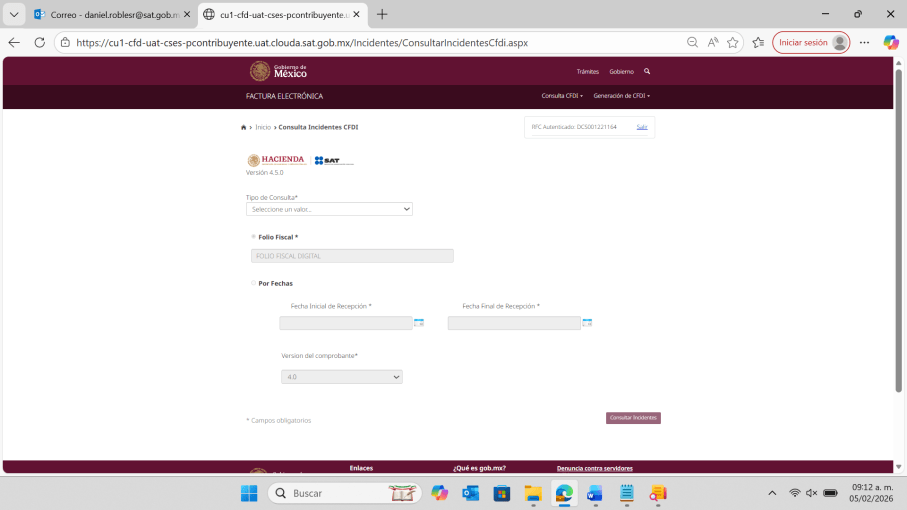 Correo - daniel.roblesr@sat.gob.m
cu1-cfd-uat-cses-pcontribuyente.
https://cu1-cfd-uat-cses-pcontribuyente.uat.clouda.sat.gob.mx/Incidentes/ConsultarIncidentesCfdi.aspx
Iniciar sesión
Gobierno de
México
Trámites Gobierno
FACTURA ELECTRÓNICA
Consulta CFDI Generación de CFDI
Inicio > Consulta Incidentes CFDI
RFC Autenticado: DCS001221164 Salir
HACIENDA SAT
Versión 4.5.0
Tipo de Consulta*
Seleccione un valor...
Folio Fiscal *
FOLIO FISCAL DIGITAL
Por Fechas
Fecha Inicial de Recepción * Fecha Final de Recepción *
Version del comprobante*
4.0
* Campos obligatorios
Consultar Incidentes
Enlaces ¿Qué es gob.mx? Denuncia contra servidores
Buscar
09:12 a. m.
05/02/2026